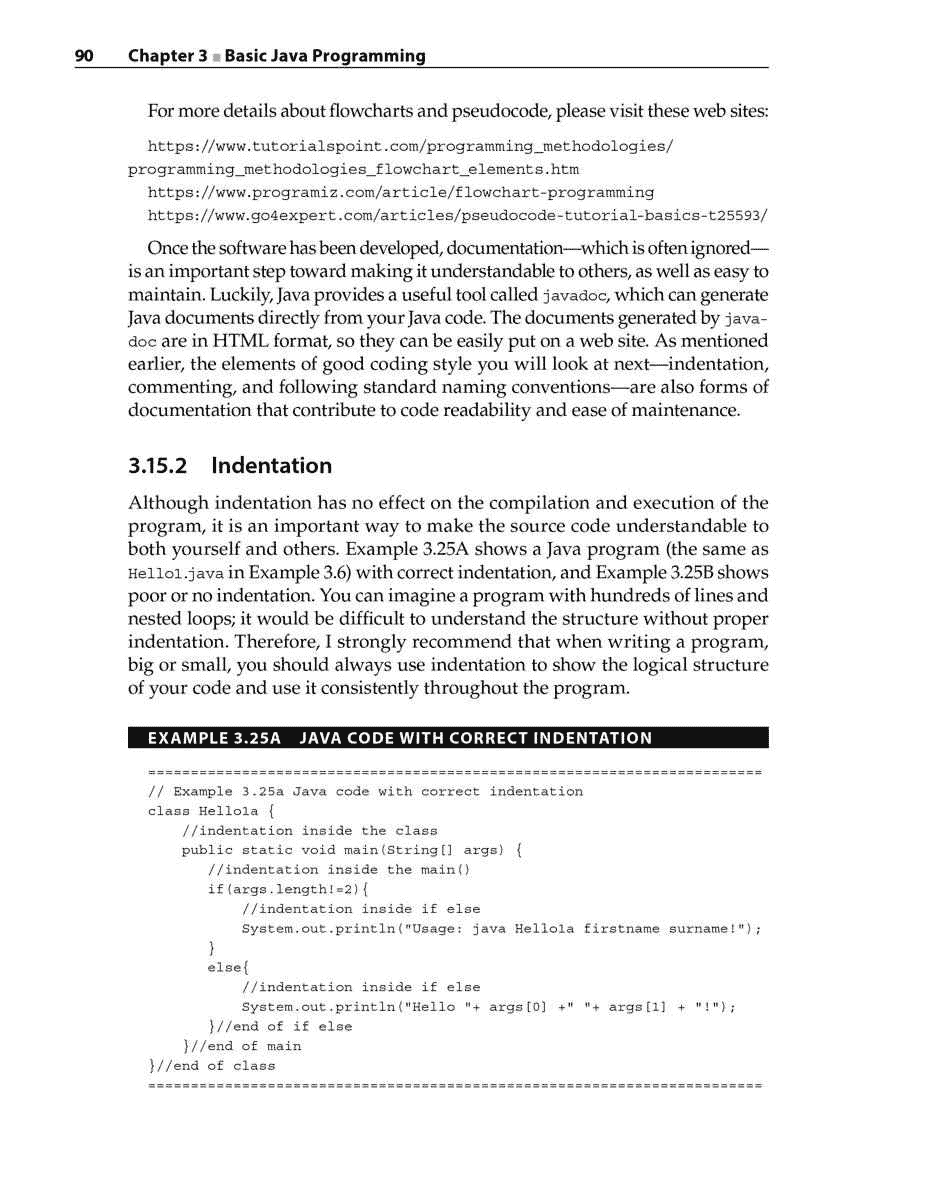 90 Chapter 3 ■ Basic Java Programming
For more details about flowcharts and pseudocode, please visit these web sites:
https://www.tutorialspoint.com/programming_methodologies/
programming_methodologies_flowchart_elements.htm
https://www.programiz.com/article/flowchart-programming
https://www.go4expert.com/articles/pseudocode-tutorial-basics-t25593/
Once the software has been developed, documentation—which is often ignored—
is an important step toward making it understandable to others, as well as easy to
maintain. Luckily, Java provides a useful tool called javadoc, which can generate
Java documents directly from your Java code. The documents generated by java-
doc are in HTML format, so they can be easily put on a web site. As mentioned
earlier, the elements of good coding style you will look at next—indentation,
commenting, and following standard naming conventions—are also forms of
documentation that contribute to code readability and ease of maintenance.
3.15.2 Indentation
Although indentation has no effect on the compilation and execution of the
program, it is an important way to make the source code understandable to
both yourself and others. Example 3.25A shows a Java program (the same as
Hello1.java in Example 3.6) with correct indentation, and Example 3.25B shows
poor or no indentation. You can imagine a program with hundreds of lines and
nested loops; it would be difficult to understand the structure without proper
indentation. Therefore, I strongly recommend that when writing a program,
big or small, you should always use indentation to show the logical structure
of your code and use it consistently throughout the program.
EXAMPLE 3.25A JAVA CODE WITH CORRECT INDENTATION
========================================================================
// Example 3.25a Java code with correct indentation
class Hello1a {
    //indentation inside the class
    public static void main(String[] args) {
       //indentation inside the main()
       if(args.length!=2){
           //indentation inside if else
           System.out.println("Usage: java Hello1a firstname surname!");
       }
       else{
           //indentation inside if else
           System.out.println("Hello "+ args[0] +" "+ args[1] + "!");
       }//end of if else
    }//end of main
}//end of class
========================================================================